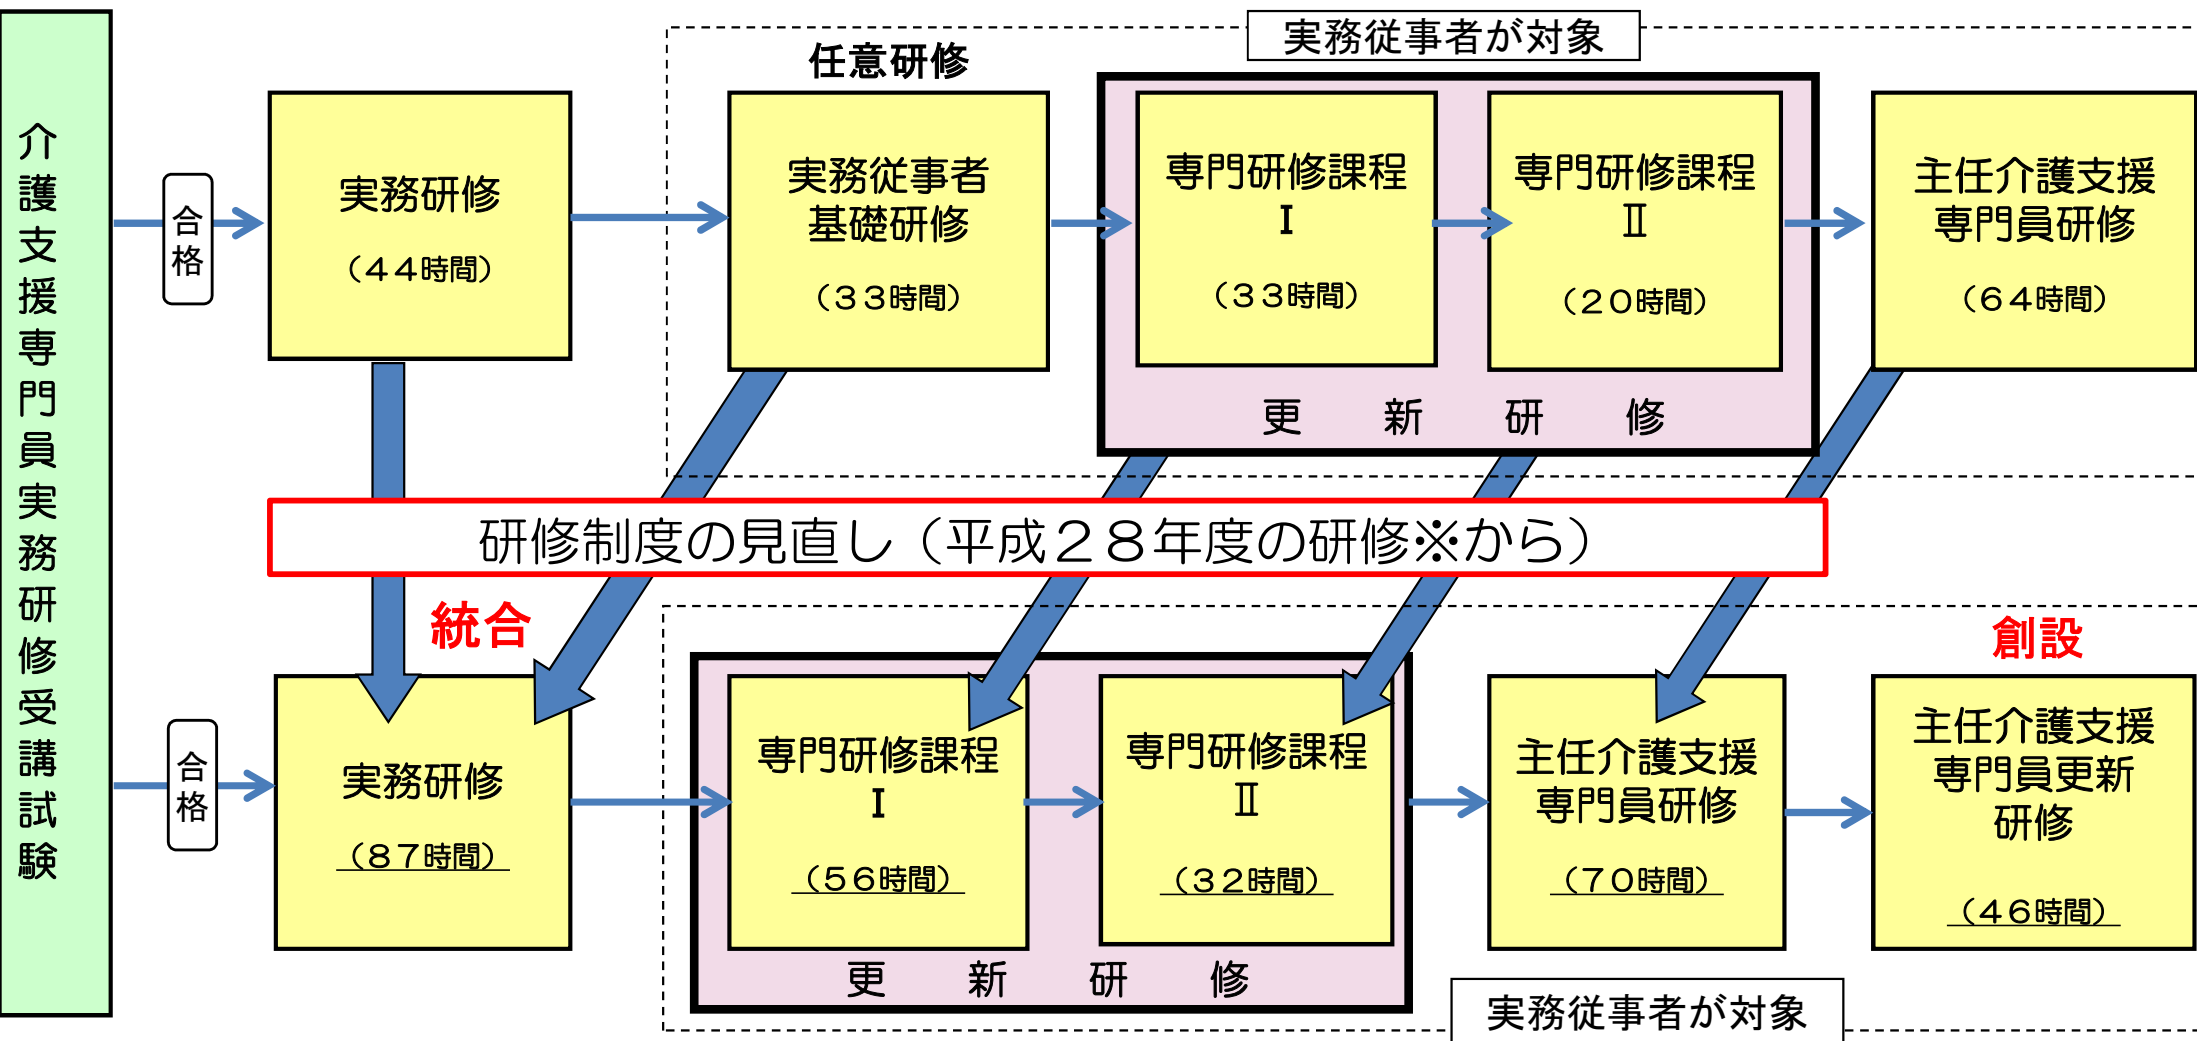 介護支援専門員実務研修受講試験
実務従事者が対象
任意研修
合格
実務研修
（４４時間）
実務従事者
基礎研修
（３３時間）
専門研修課程
Ⅰ
（３３時間）
専門研修課程
Ⅱ
（２０時間）
更新研修
主任介護支援
専門員研修
（６４時間）
研修制度の見直し（平成２８年度の研修※から）
統合
創設
合格
実務研修
（８７時間）
専門研修課程
Ⅰ
（５６時間）
専門研修課程
Ⅱ
（３２時間）
更新研修
主任介護支援
専門員研修
（７０時間）
主任介護支援
専門員更新
研修
（４６時間）
実務従事者が対象